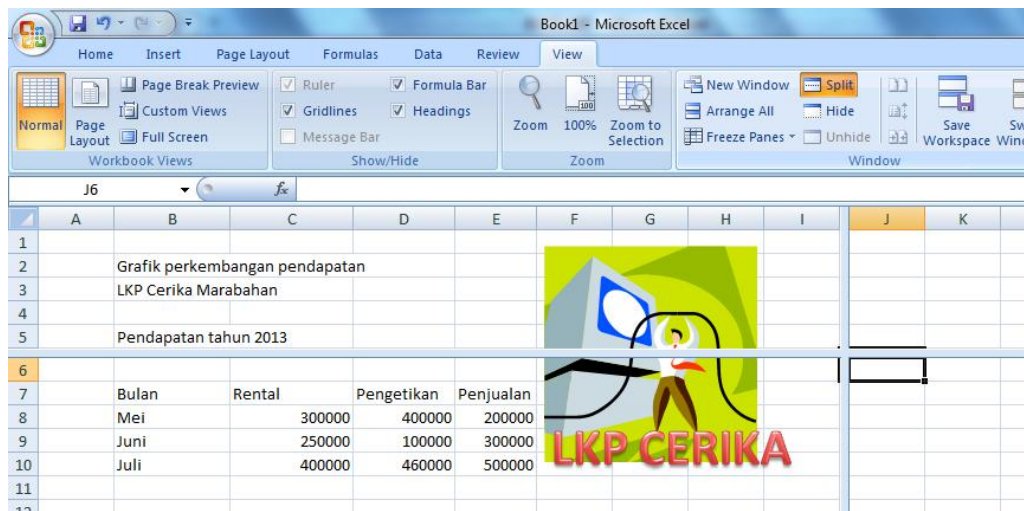 Book1 - Microsoft Excel
Home Insert Page Layout Formulas Data Review View
Normal
Page Layout
Page Break Preview
Custom Views
Full Screen
Workbook Views
Ruler
Gridlines
Message Bar
Formula Bar
Headings
Show/Hide
Zoom
100
100%
Zoom to Selection
Zoom
New Window
Arrange All
Freeze Panes
Split
Hide
Unhide
Save Workspace
Window
J6 fx
A B C D E F G H I J K
1
2 Grafik perkembangan pendapatan
3 LKP Cerika Marabahan
4
5 Pendapatan tahun 2013
6
7 Bulan Rental Pengetikan Penjualan
8 Mei 300000 400000 200000
9 Juni 250000 100000 300000
10 Juli 400000 460000 500000
LKP CERIKA
11